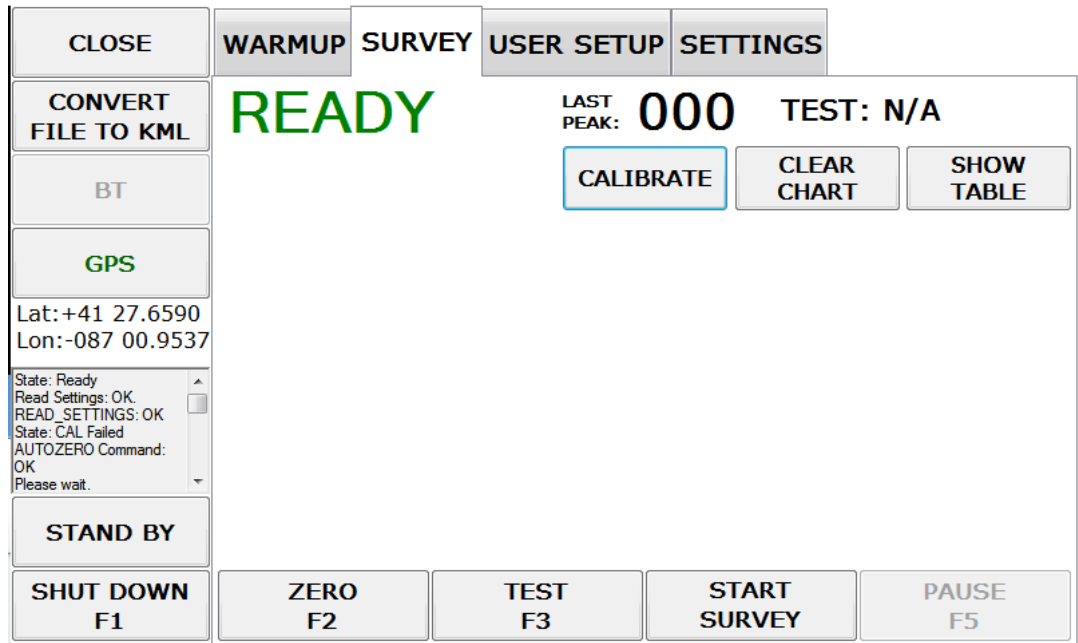 CLOSE
WARMUP
SURVEY
USER SETUP
SETTINGS
CONVERT
FILE TO KML
READY
LAST
PEAK:
000
TEST: N/A
BT
CALIBRATE
CLEAR
CHART
SHOW
TABLE
GPS
Lat:+41 27.6590
Lon:-087 00.9537
State: Ready
Read Settings: OK.
READ_SETTINGS: OK
State: CAL Failed
AUTOZERO Command:
OK
Please wait.
STAND BY
SHUT DOWN
F1
ZERO
F2
TEST
F3
START
SURVEY
PAUSE
F5